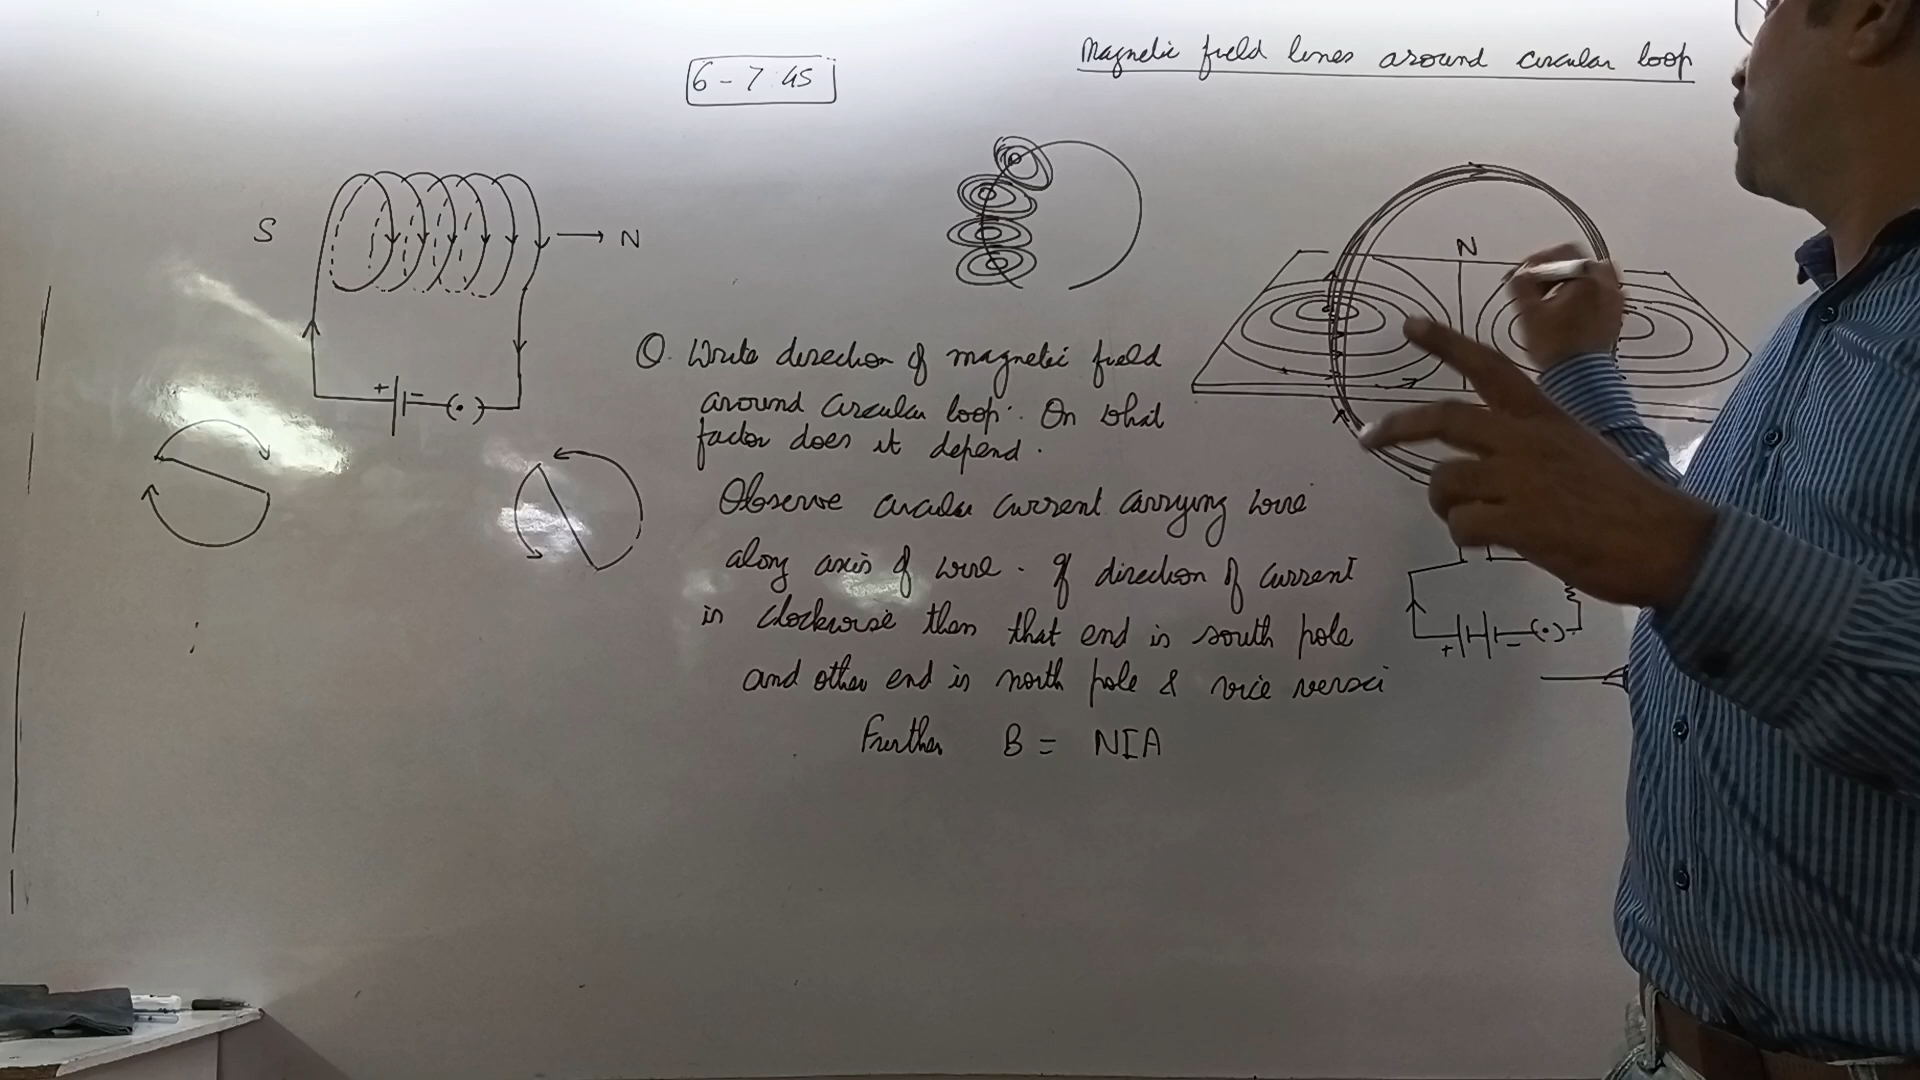 Magnetic field lines around circular loop
6 - 7:45
S
N
+ -
N
Q. Write direction of magnetic field
around circular loop. On what
factor does it depend.
Observe circular current carrying wire
along axis of wire. If direction of current
is clockwise then that end is south pole
and other end is north pole & vice versa
Further B = NIA
+ -